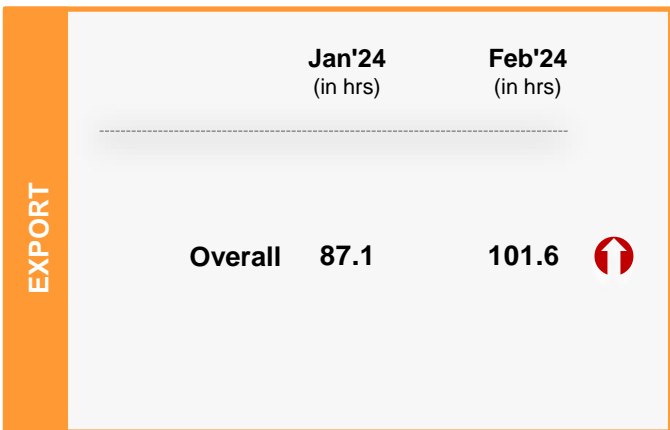 Jan'24 Feb'24
(in hrs) (in hrs)
EXPORT
Overall 87.1 101.6